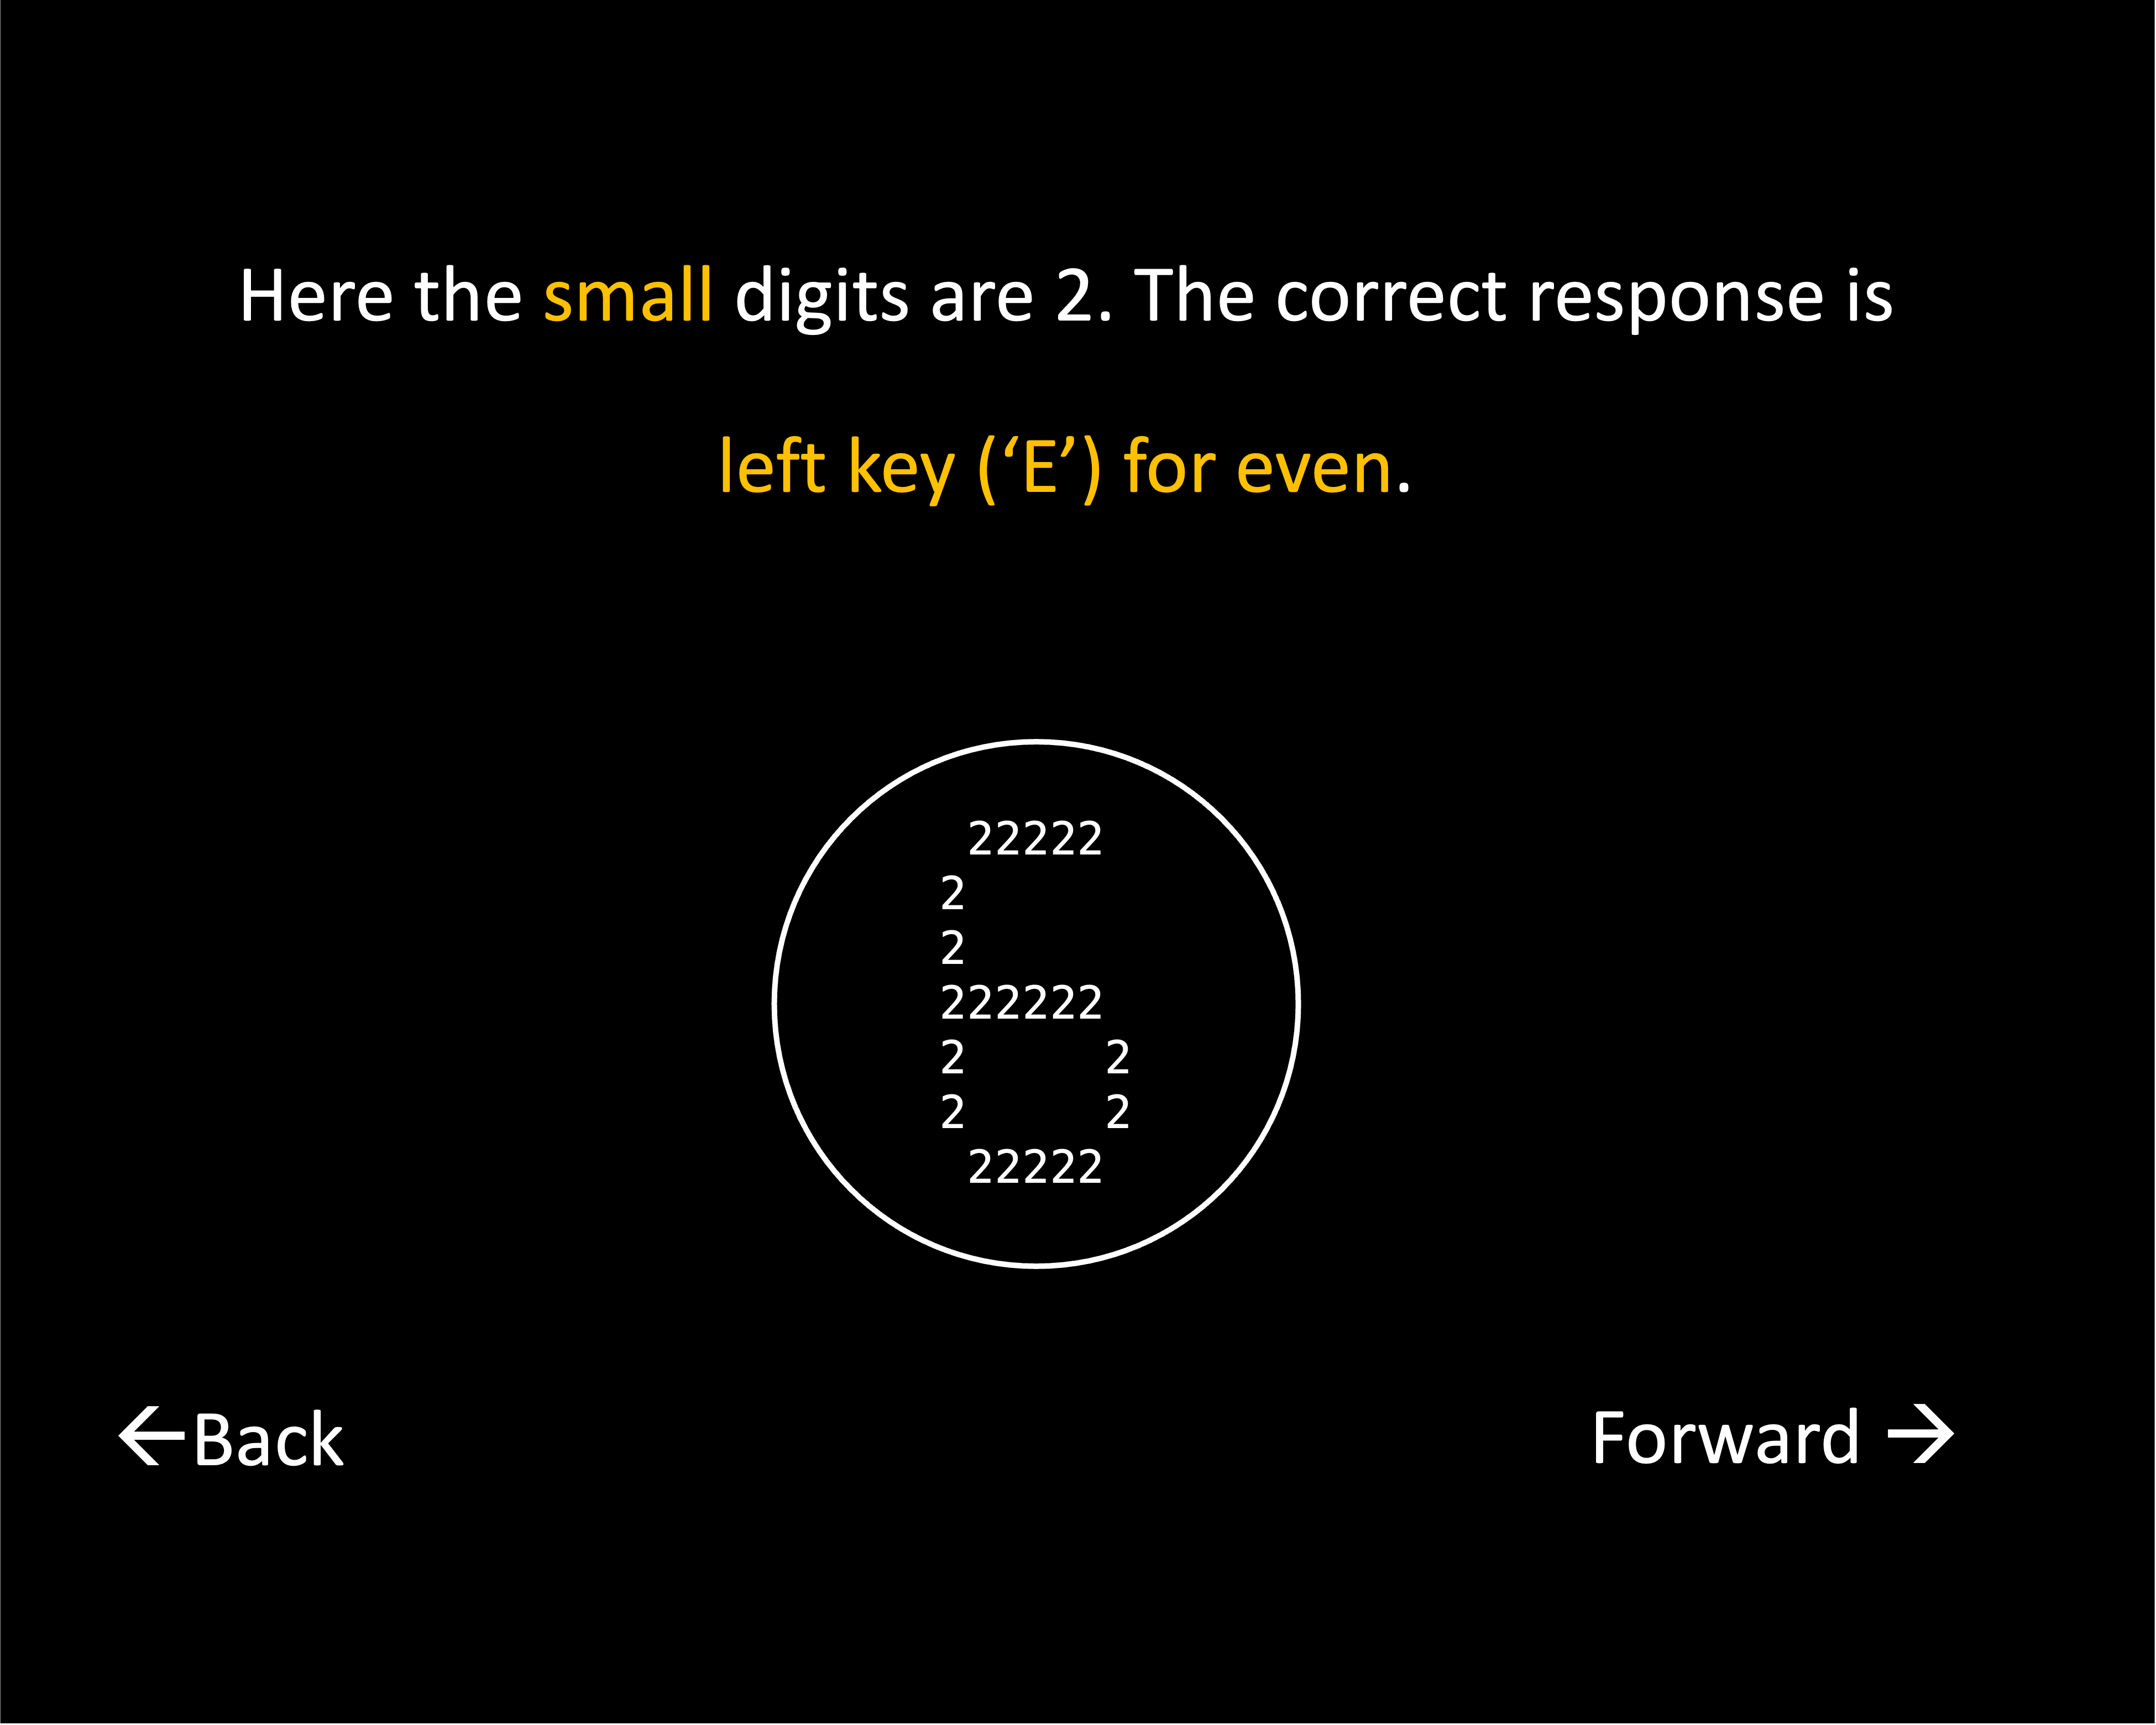 Here the small digits are 2. The correct response is
left key (‘E’) for even.
22222
2
2
222222
2 2
2 2
22222
←Back
Forward →